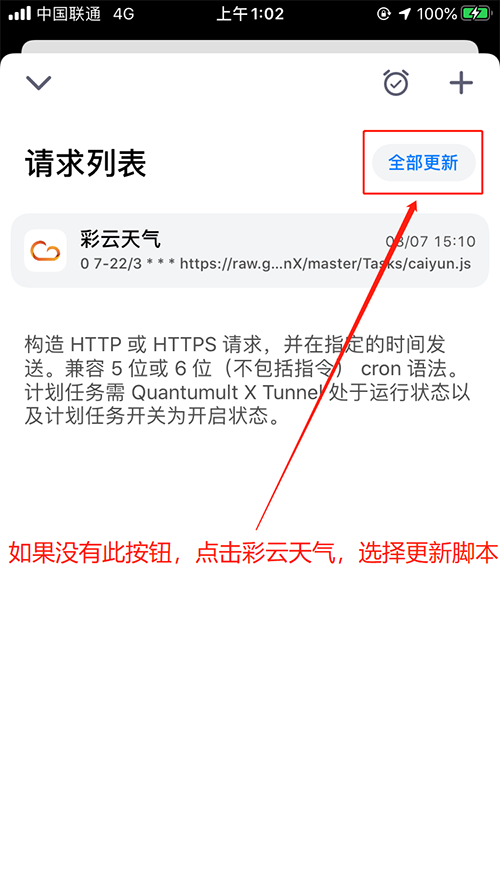 中国联通 4G 上午1:02 100%
请求列表
全部更新
彩云天气
08/07 15:10
0 7-22/3 * * * https://raw.g...nX/master/Tasks/caiyun.js
构造 HTTP 或 HTTPS 请求，并在指定的时间发
送。兼容 5 位或 6 位（不包括指令） cron 语法。
计划任务需 Quantumult X Tunnel 处于运行状态以
及计划任务开关为开启状态。
如果没有此按钮，点击彩云天气，选择更新脚本